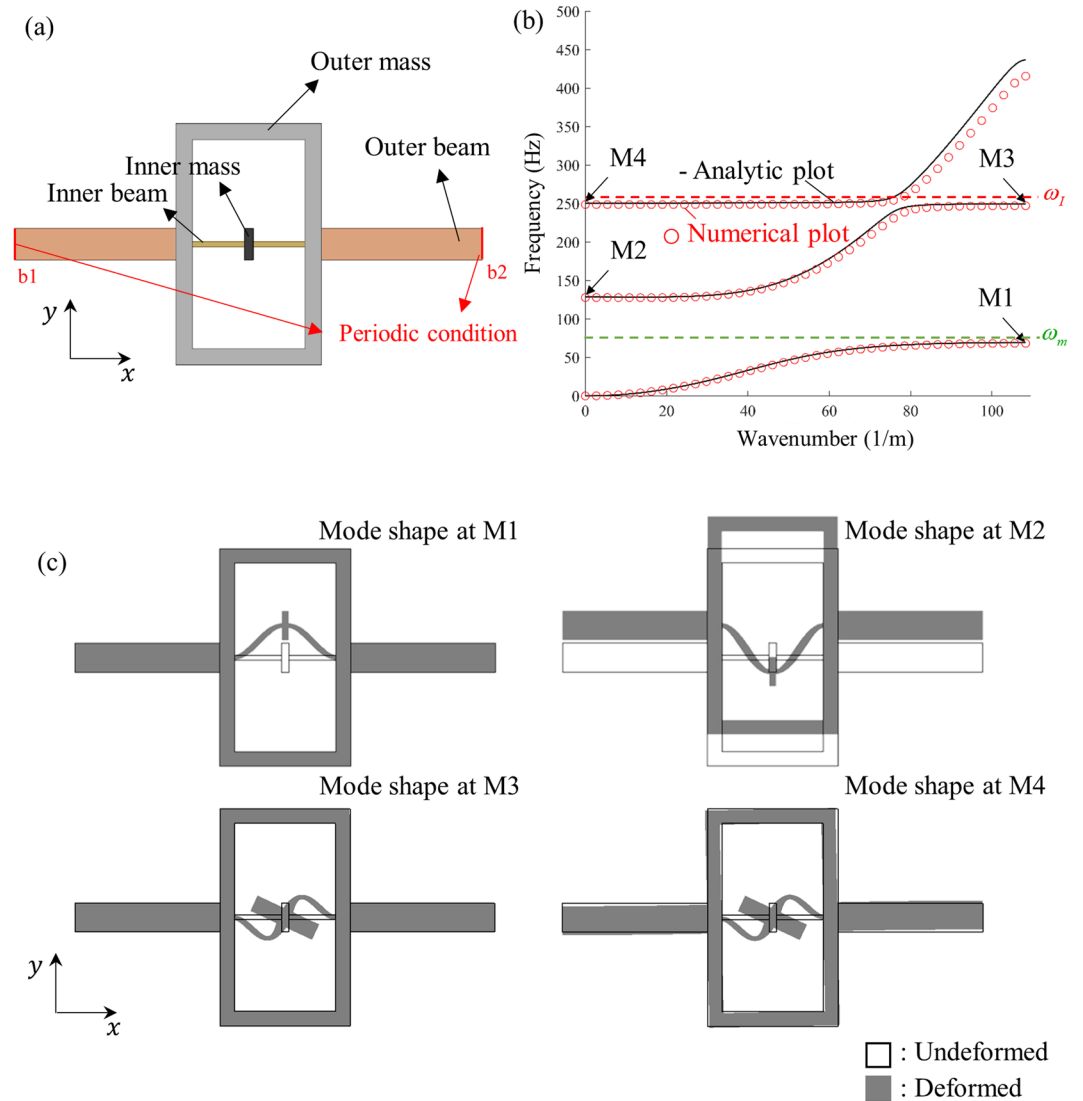 (a)
Outer mass
Inner mass
Outer beam
Inner beam
b1
b2
Periodic condition
y
x
(b)
500
450
400
350
300
250
200
150
100
50
0
Frequency (Hz)
M4
M3
- Analytic plot
ω_I
Numerical plot
M2
M1
ω_m
0 20 40 60 80 100
Wavenumber (1/m)
(c)
Mode shape at M1
Mode shape at M2
Mode shape at M3
Mode shape at M4
y
x
: Undeformed
: Deformed